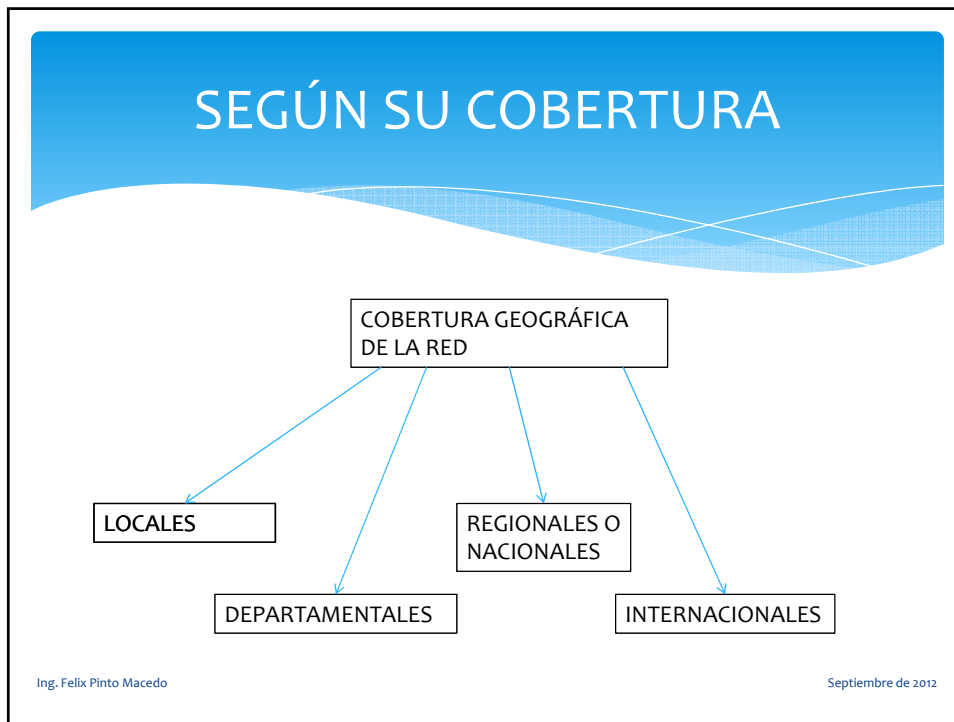 SEGÚN SU COBERTURA
COBERTURA GEOGRÁFICA
DE LA RED
LOCALES
REGIONALES O
NACIONALES
DEPARTAMENTALES
INTERNACIONALES
Ing. Felix Pinto Macedo
Septiembre de 2012